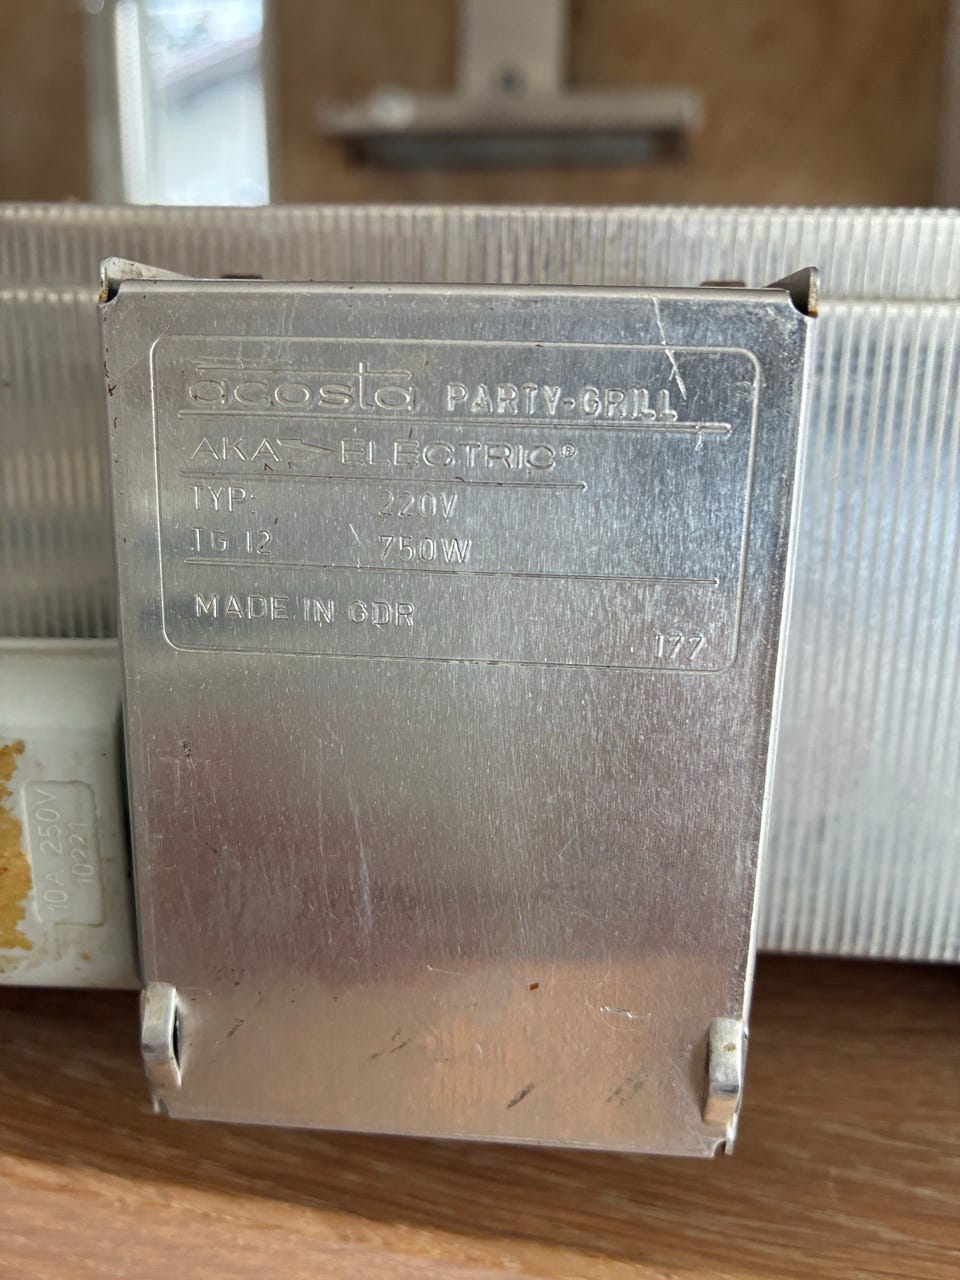 acosta PARTY-GRILL
AKA ELECTRIC®
TYP: 220V
TG 12 750W
MADE IN GDR
177
10A 250V
10221